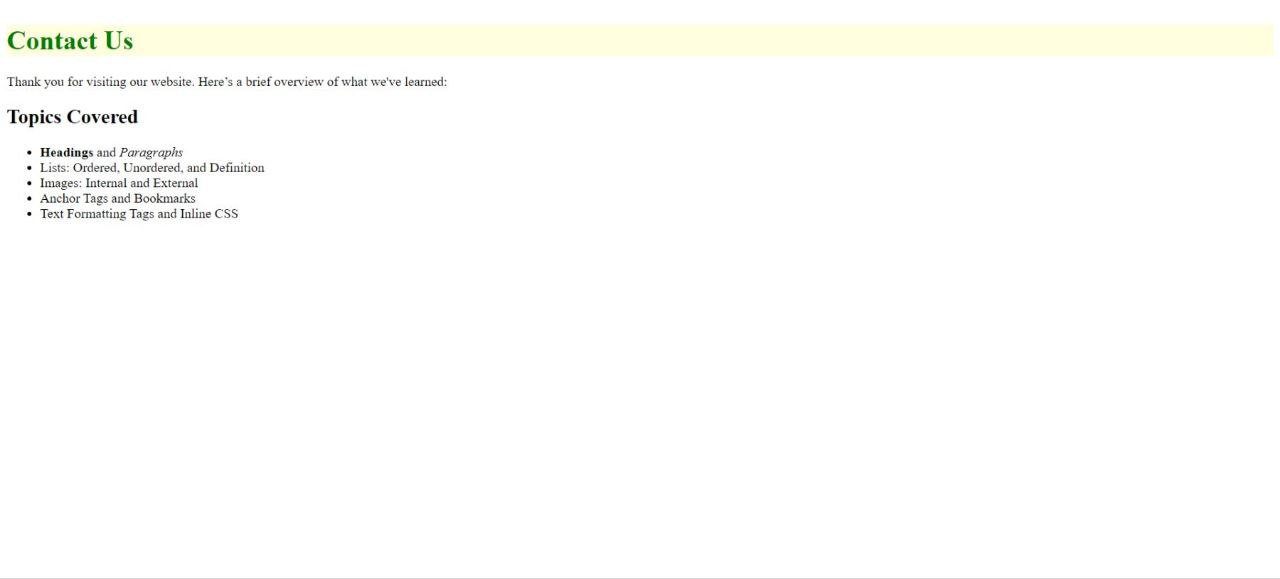 Contact Us
Thank you for visiting our website. Here's a brief overview of what we've learned:
Topics Covered
Headings and Paragraphs
Lists: Ordered, Unordered, and Definition
Images: Internal and External
Anchor Tags and Bookmarks
Text Formatting Tags and Inline CSS